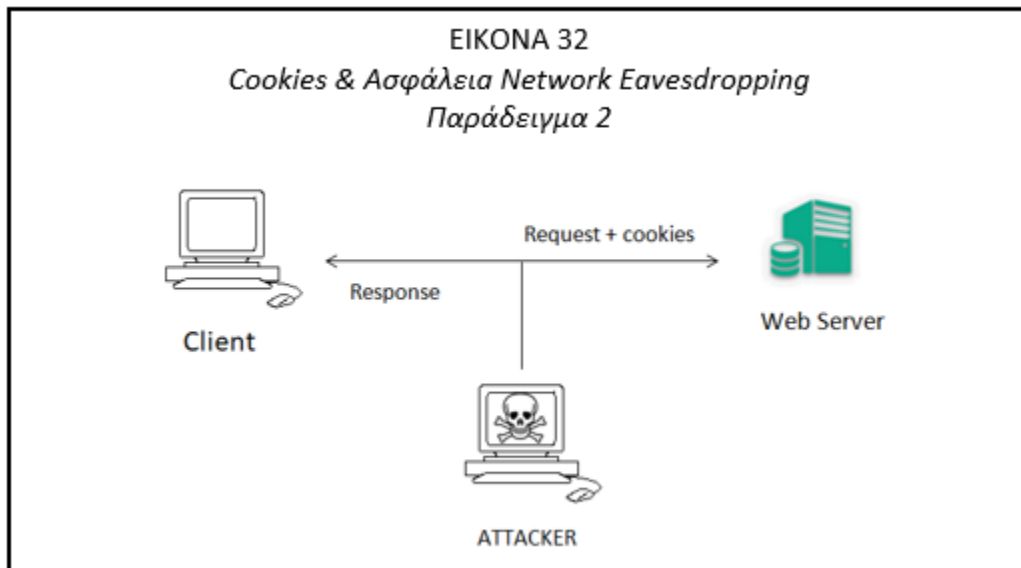 ΕΙΚΟΝΑ 32
Cookies & Ασφάλεια Network Eavesdropping
Παράδειγμα 2
Request + cookies
Response
Web Server
Client
ATTACKER